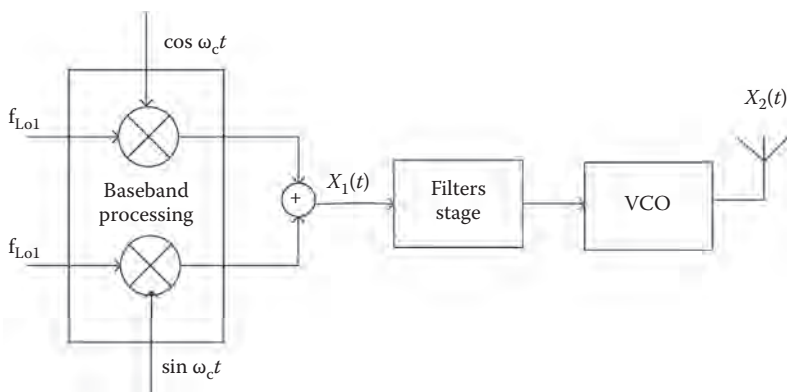 cos ω_c t
X_2(t)
f_Lo1
Baseband
processing
X_1(t)
+
Filters
stage
VCO
f_Lo1
sin ω_c t